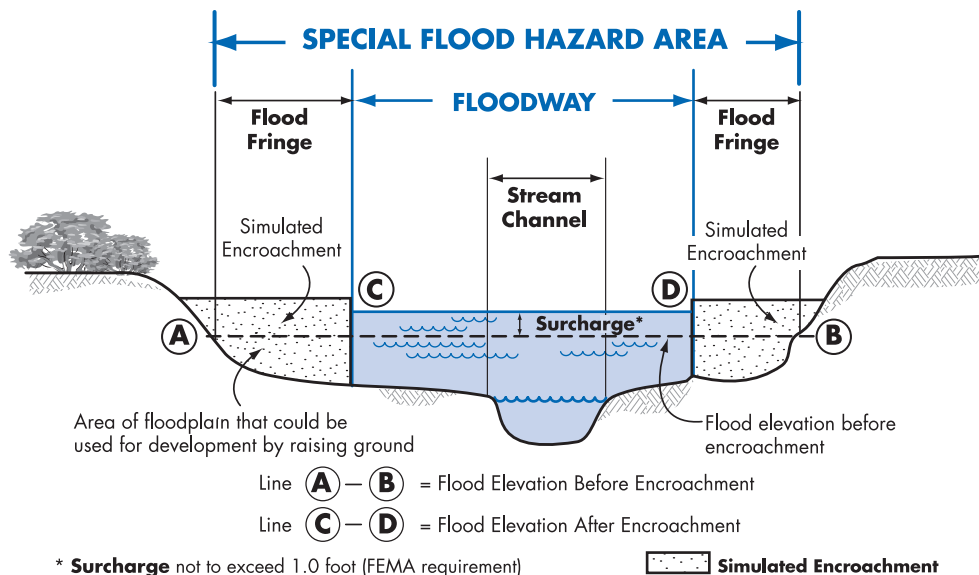 SPECIAL FLOOD HAZARD AREA
FLOODWAY
Flood
Fringe
Flood
Fringe
Stream
Channel
Simulated
Encroachment
Simulated
Encroachment
C
D
Surcharge*
A
B
Area of floodplain that could be
used for development by raising ground
Flood elevation before
encroachment
Line A – B = Flood Elevation Before Encroachment
Line C – D = Flood Elevation After Encroachment
* Surcharge not to exceed 1.0 foot (FEMA requirement)
Simulated Encroachment